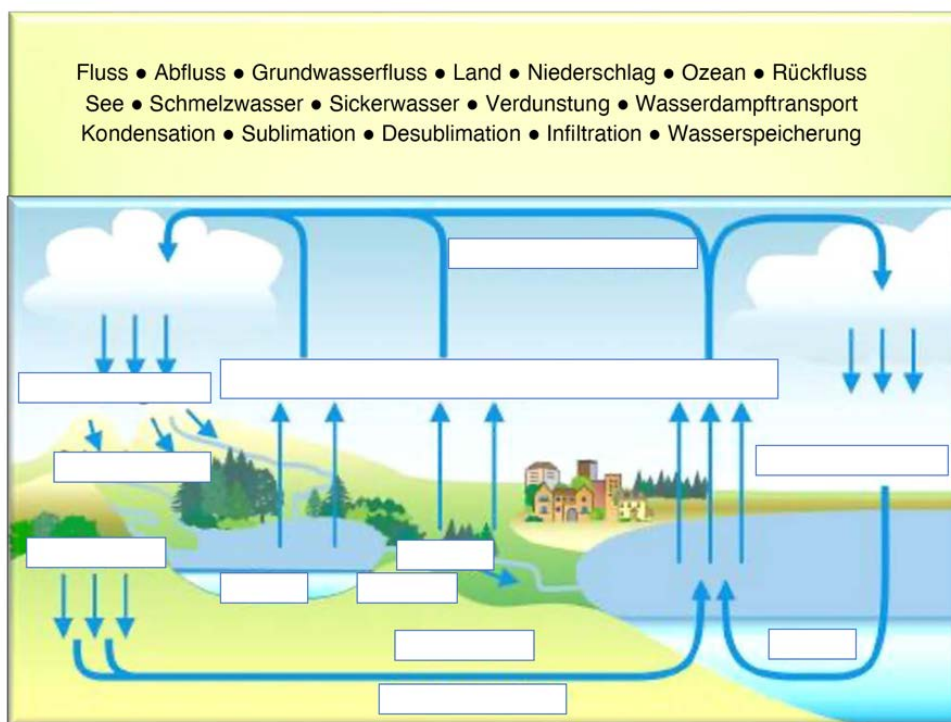 Fluss ● Abfluss ● Grundwasserfluss ● Land ● Niederschlag ● Ozean ● Rückfluss
See ● Schmelzwasser ● Sickerwasser ● Verdunstung ● Wasserdampftransport
Kondensation ● Sublimation ● Desublimation ● Infiltration ● Wasserspeicherung